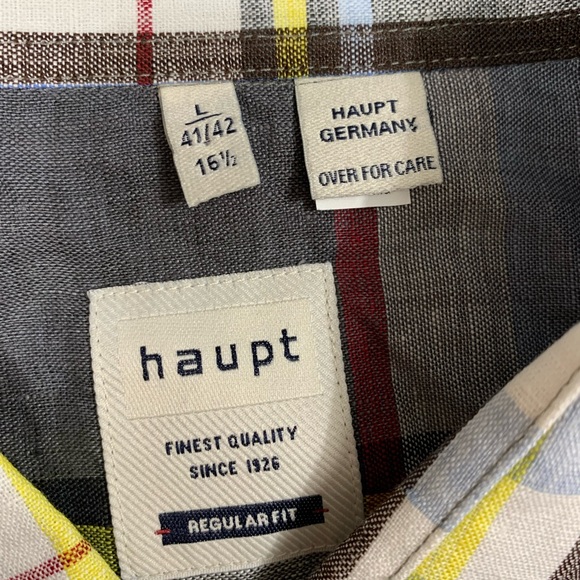 L
41/42
16½
HAUPT
GERMANY
OVER FOR CARE
haupt
FINEST QUALITY
SINCE 1926
REGULAR FIT